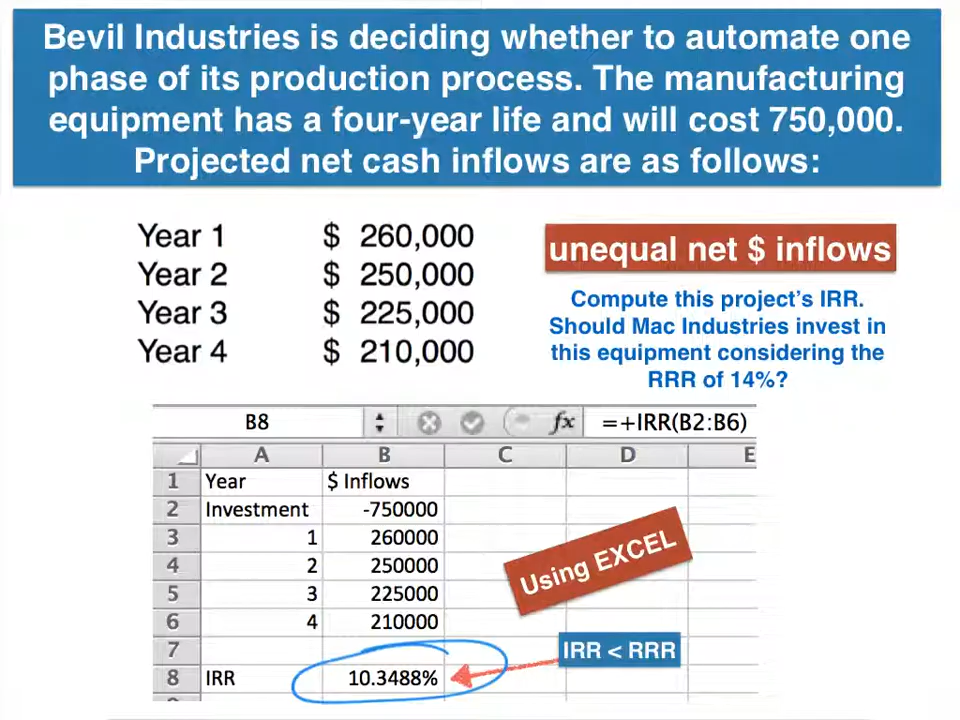 Bevil Industries is deciding whether to automate one
phase of its production process. The manufacturing
equipment has a four-year life and will cost 750,000.
Projected net cash inflows are as follows:
Year 1 $ 260,000
Year 2 $ 250,000
Year 3 $ 225,000
Year 4 $ 210,000
unequal net $ inflows
Compute this project’s IRR.
Should Mac Industries invest in
this equipment considering the
RRR of 14%?
B8 fx =+IRR(B2:B6)
A B C D E
1 Year $ Inflows
2 Investment -750000
3 1 260000
4 2 250000
5 3 225000
6 4 210000
7
8 IRR 10.3488%
Using EXCEL
IRR < RRR